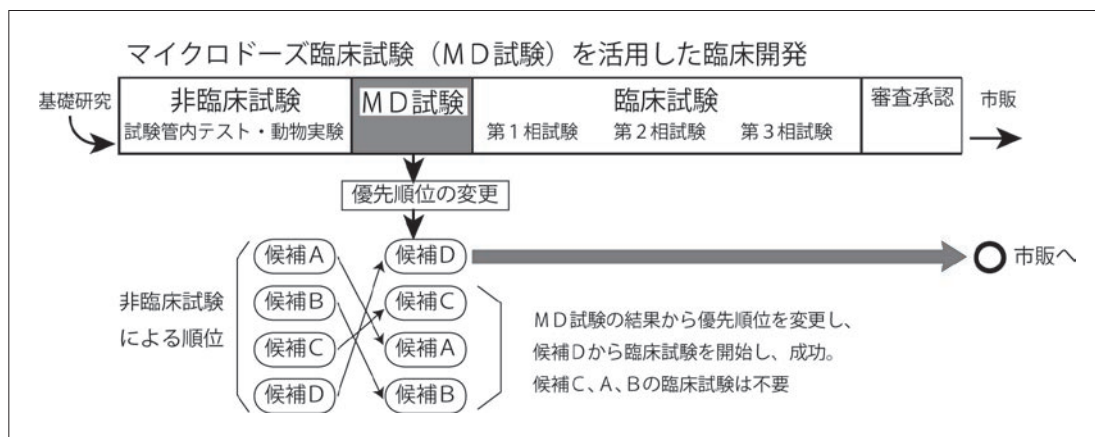 マイクロドーズ臨床試験（ＭＤ試験）を活用した臨床開発
基礎研究
非臨床試験
試験管内テスト・動物実験
ＭＤ試験
臨床試験
第１相試験　第２相試験　第３相試験
審査承認
市販
優先順位の変更
非臨床試験
による順位
候補Ａ
候補Ｂ
候補Ｃ
候補Ｄ
候補Ｄ
候補Ｃ
候補Ａ
候補Ｂ
市販へ
ＭＤ試験の結果から優先順位を変更し、
候補Ｄから臨床試験を開始し、成功。
候補Ｃ、Ａ、Ｂの臨床試験は不要